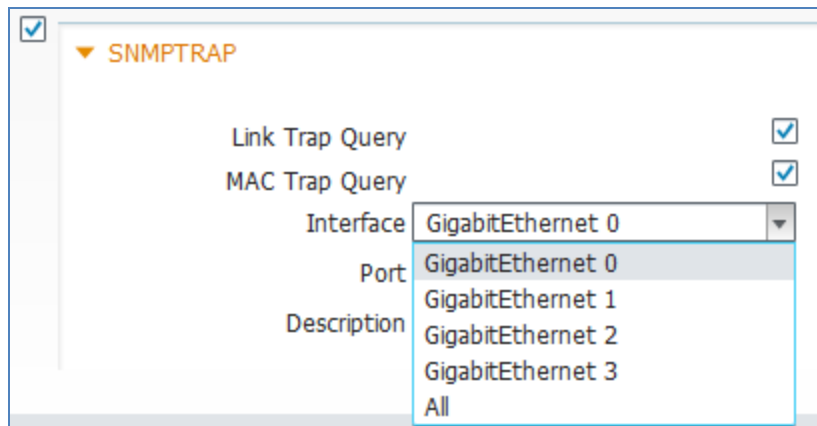 SNMPTRAP
Link Trap Query
MAC Trap Query
Interface GigabitEthernet 0
Port GigabitEthernet 0
GigabitEthernet 1
Description GigabitEthernet 2
GigabitEthernet 3
All